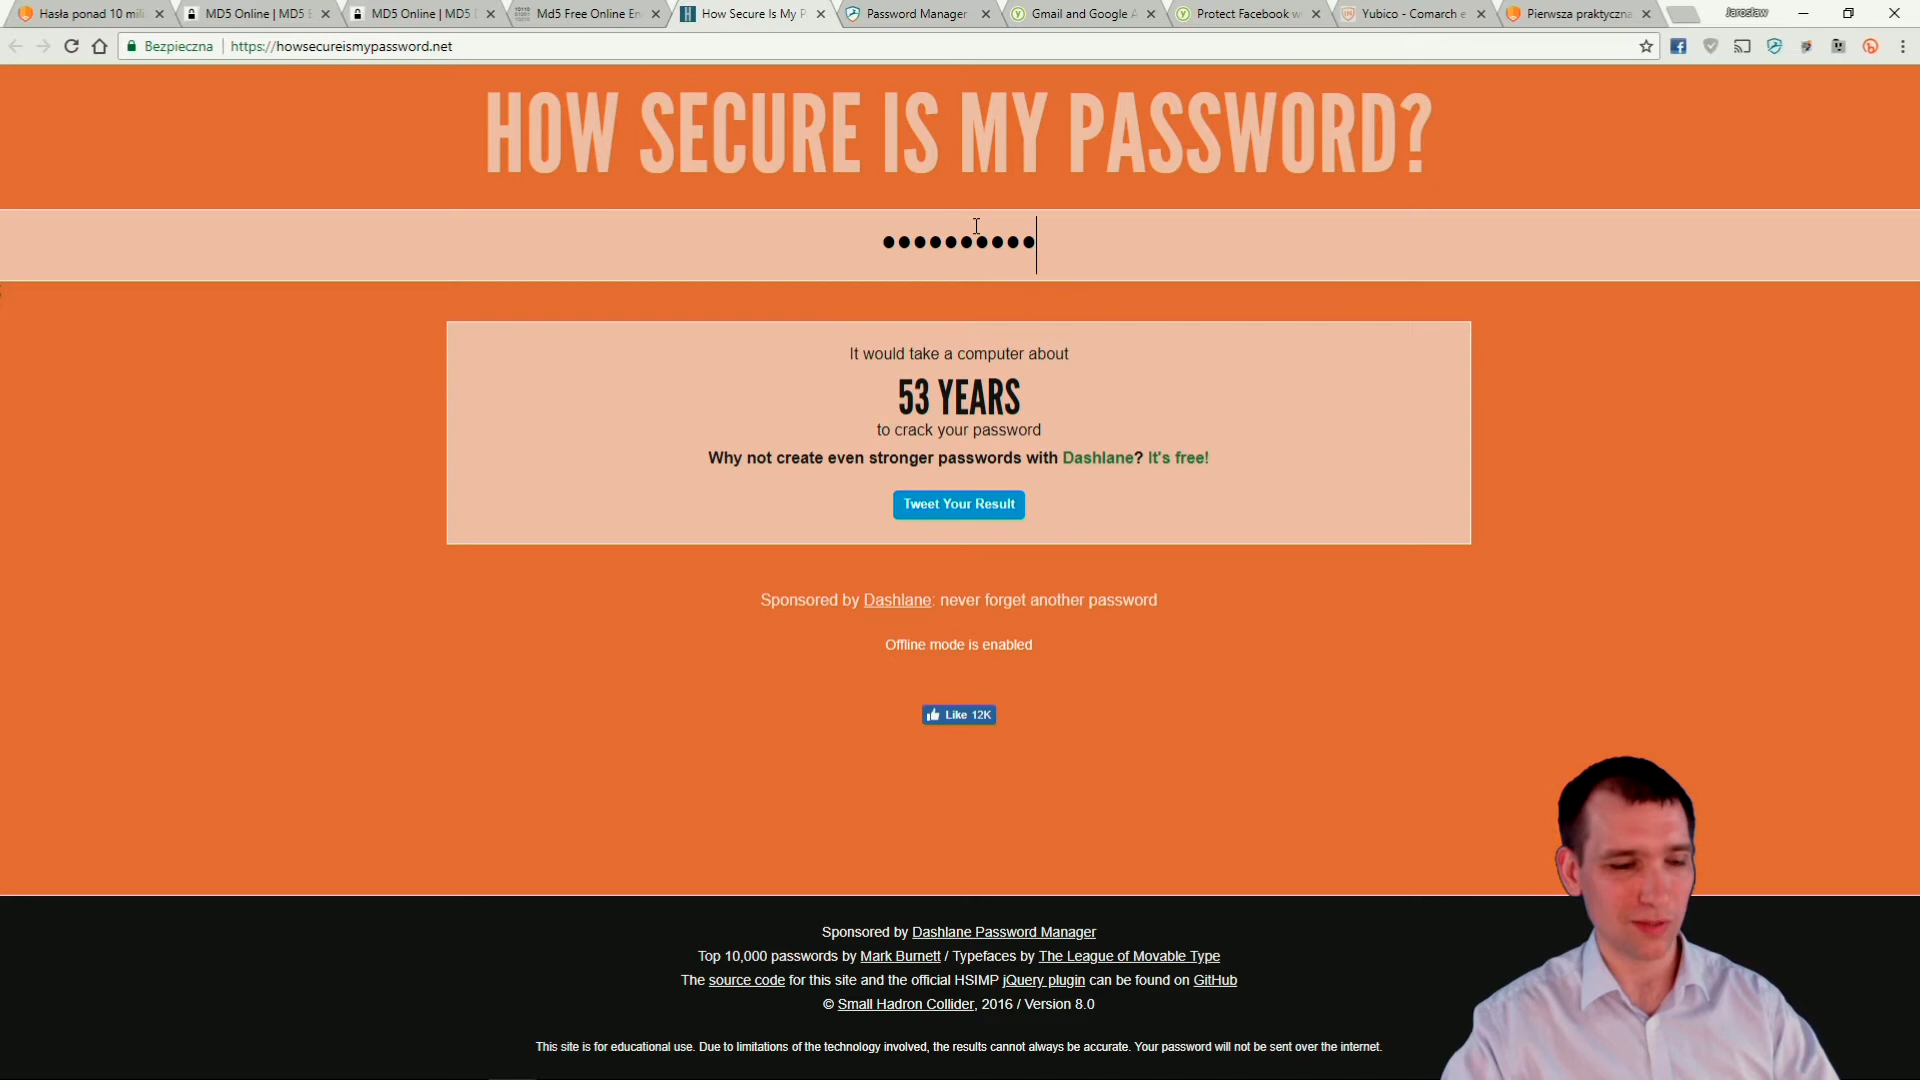 Hasła ponad 10 mili
MD5 Online | MD5 E
MD5 Online | MD5 D
Md5 Free Online En
How Secure Is My P
Password Manager
Gmail and Google A
Protect Facebook w
Yubico - Comarch e
Pierwsza praktyczna
Jarosław
Bezpieczna
https://howsecureismypassword.net
HOW SECURE IS MY PASSWORD?
It would take a computer about
53 YEARS
to crack your password
Why not create even stronger passwords with Dashlane? It's free!
Tweet Your Result
Sponsored by Dashlane: never forget another password
Offline mode is enabled
Like 12K
Sponsored by Dashlane Password Manager
Top 10,000 passwords by Mark Burnett / Typefaces by The League of Movable Type
The source code for this site and the official HSIMP jQuery plugin can be found on GitHub
© Small Hadron Collider, 2016 / Version 8.0
This site is for educational use. Due to limitations of the technology involved, the results cannot always be accurate. Your password will not be sent over the internet.